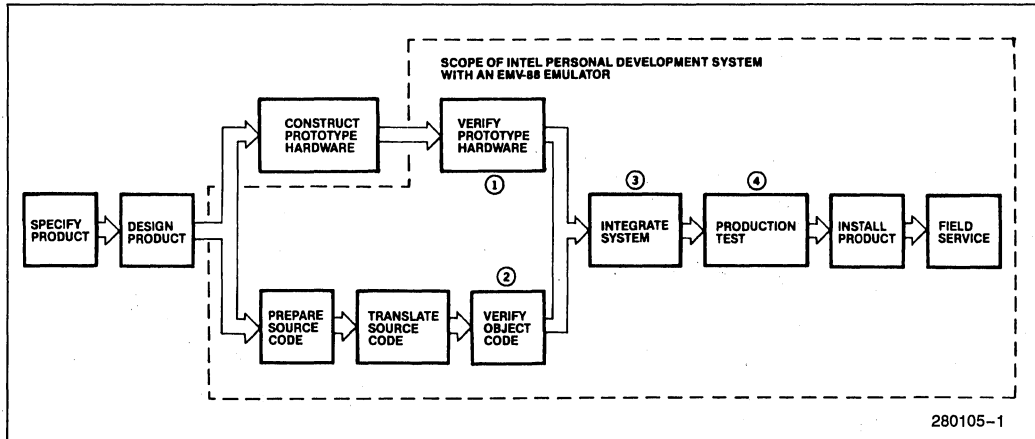 SCOPE OF INTEL PERSONAL DEVELOPMENT SYSTEM
WITH AN EMV-88 EMULATOR
CONSTRUCT
PROTOTYPE
HARDWARE
VERIFY
PROTOTYPE
HARDWARE
①
SPECIFY
PRODUCT
DESIGN
PRODUCT
③
INTEGRATE
SYSTEM
④
PRODUCTION
TEST
INSTALL
PRODUCT
FIELD
SERVICE
PREPARE
SOURCE
CODE
TRANSLATE
SOURCE
CODE
②
VERIFY
OBJECT
CODE
280105-1